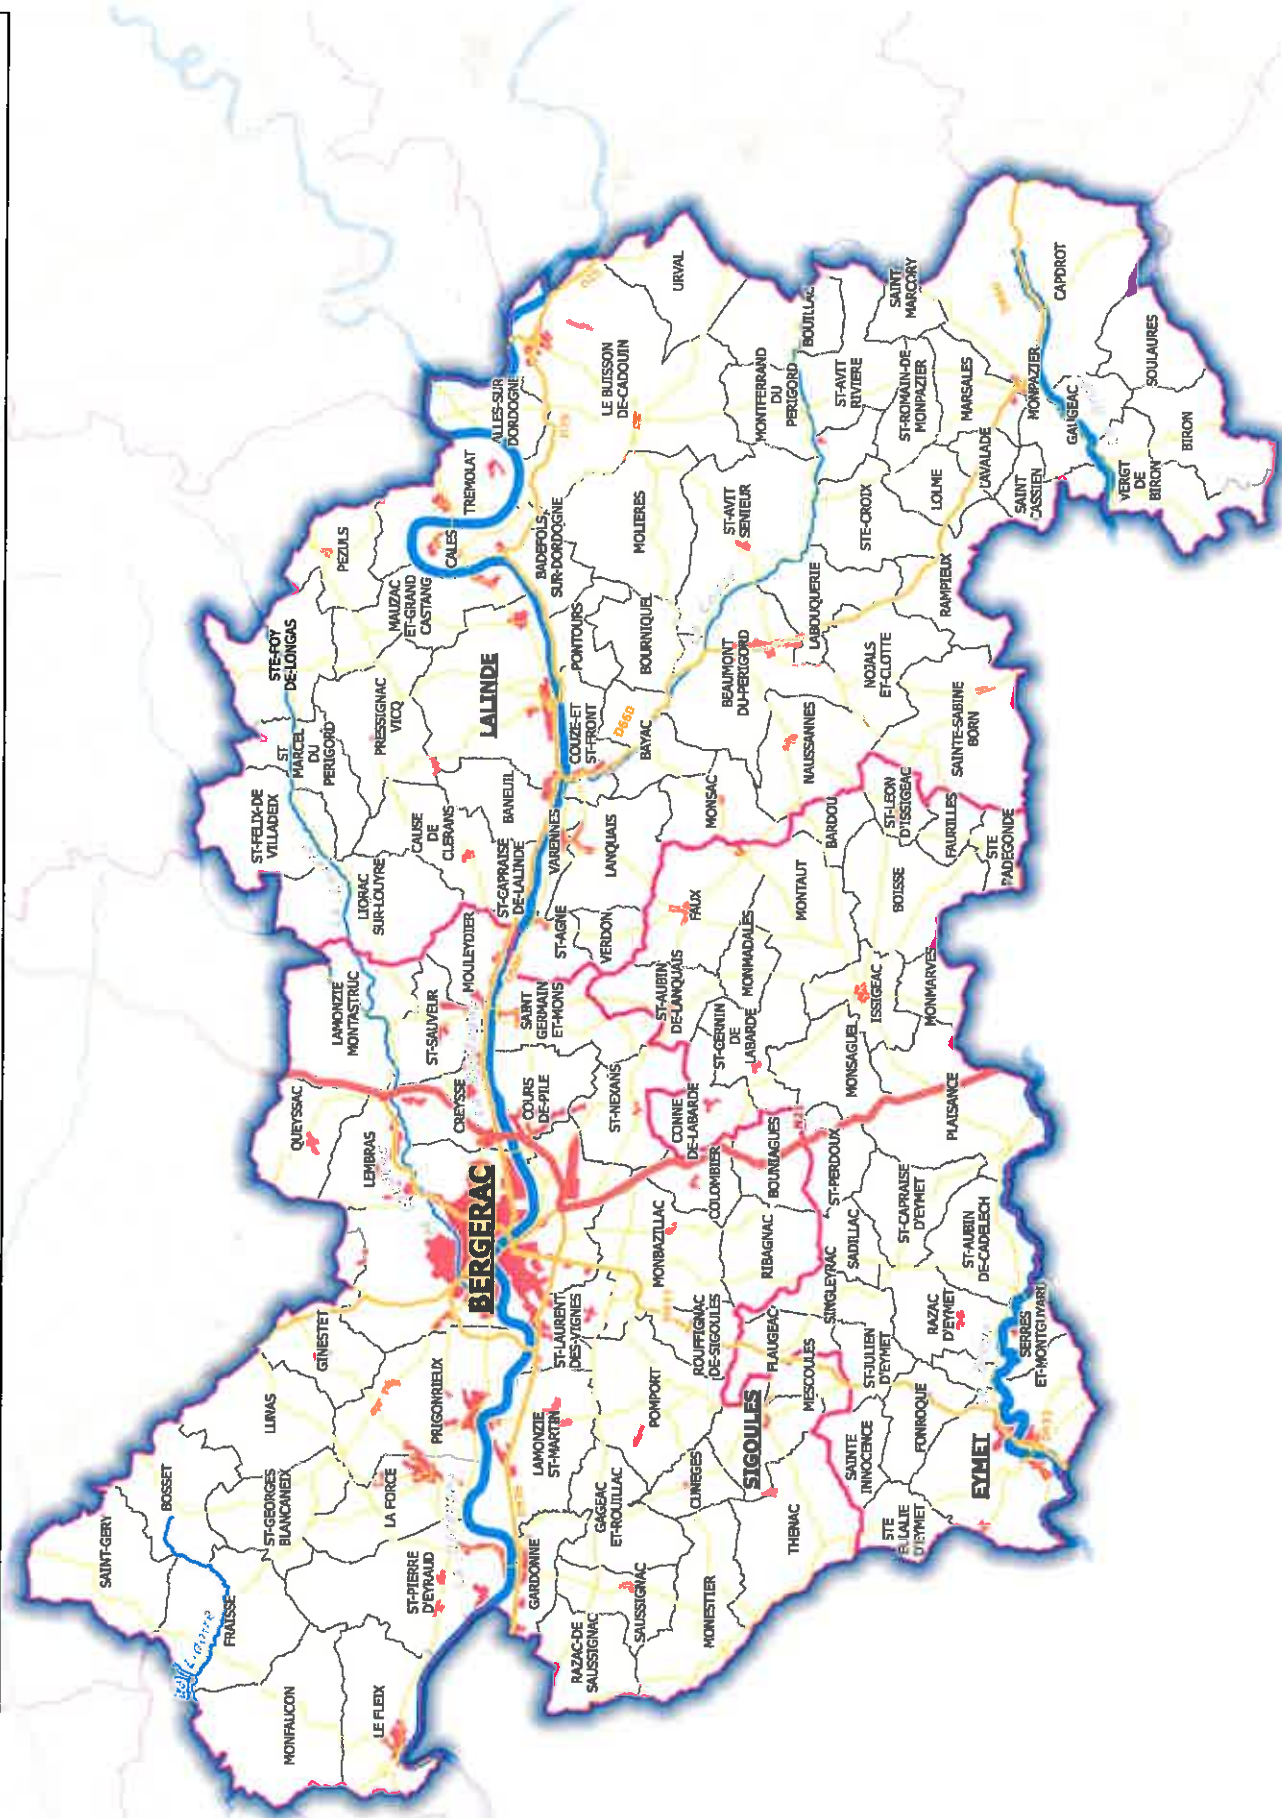 SAINT-GERY
BOSSET
FRAISSE
MONFAUCON
LE FLEIX
ST-GEORGES
BLANCANEIX
LUNAS
GINESTET
LA FORCE
PRIGONRIEUX
ST-PIERRE
D'EYRAUD
QUEYSSAC
LEMBRAS
LAMONZIE
MONTASTRUC
ST-FELIX-DE
VILLADEIX
ST
MARCEL
DU
PERIGORD
STE-FOY
DE-LONGAS
PEZULS
LIORAC
SUR-LOUYRE
PRESSIGNAC
VICQ
MAUZAC
ET-GRAND
CASTANG
CAUSE
DE
CLERANS
ST-SAUVEUR
MOULEYDIER
CREYSSE
BERGERAC
CALES
TREMOLAT
ALLES-SUR
DORDOGNE
LALINDE
BANEUIL
ST-CAPRAISE
DE-LALINDE
VARENNES
SAINT
GERMAIN
ET-MONS
COURS
DE-PILE
ST-AGNE
VERDON
LANQUAIS
COUZE-ET
ST-FRONT
PONTOURS
BADEFOLS
SUR-DORDOGNE
LE BUISSON
DE-CADOUIN
URVAL
MOLIERES
BOURNIQUEL
D660
BAYAC
GARDONNE
LAMONZIE
ST-MARTIN
ST-LAURENT
DES-VIGNES
ST-NEXANS
RAZAC-DE
SAUSSIGNAC
SAUSSIGNAC
GAGEAC
ET-ROUILLAC
MONESTIER
CUNEGES
POMPORT
MONBAZILLAC
ROUFFIGNAC
DE-SIGOULES
COLOMBIER
CONNE
DE-LABARDE
ST-AUBIN
DE-LANQUAIS
ST-CERNIN
DE
LABARDE
MONMADALES
FAUX
MONSAC
BEAUMONT
DU-PERIGORD
ST-AVIT
SENIEUR
MONTFERRAND
DU
PERIGORD
BOUILLAC
SIGOULES
THENAC
FLAUGEAC
MESCOULES
RIBAGNAC
BOUNIAGUES
SINGLEYRAC
SADILLAC
ST-PERDOUX
MONSAGUEL
MONTAUT
BARDOU
NAUSSANNES
LABOUQUERIE
STE-CROIX
ST-AVIT
RIVIERE
SAINT
MARCORY
ST-ROMAIN-DE
MONPAZIER
SAINTE
INNOCENCE
ST-JULIEN
D'EYMET
STE
EULALIE
D'EYMET
FONROQUE
RAZAC
D'EYMET
ST-CAPRAISE
D'EYMET
ST-AUBIN
DE-CADELECH
PLAISANCE
ISSIGEAC
MONMARVES
BOISSE
ST-LEON
D'ISSIGEAC
FAURILLES
STE
RADEGONDE
SAINTE-SABINE
BORN
NOJALS
ET-CLOTTE
RAMPIEUX
LOLME
MARSALES
LAVALADE
SAINT
CASSIEN
MONPAZIER
CAPDROT
GAUGEAC
EYMET
SERRES
ET-MONTGUYARD
VERGT
DE
BIRON
BIRON
SOULAURES